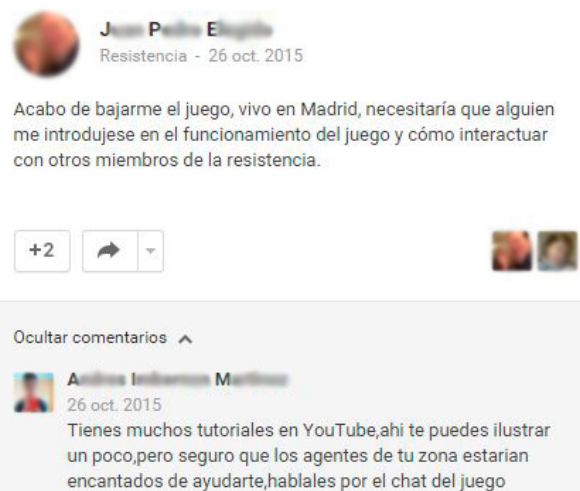 Resistencia - 26 oct. 2015
Acabo de bajarme el juego, vivo en Madrid, necesitaría que alguien
me introdujese en el funcionamiento del juego y cómo interactuar
con otros miembros de la resistencia.
+2
Ocultar comentarios
26 oct. 2015
Tienes muchos tutoriales en YouTube,ahi te puedes ilustrar
un poco,pero seguro que los agentes de tu zona estarian
encantados de ayudarte,hablales por el chat del juego